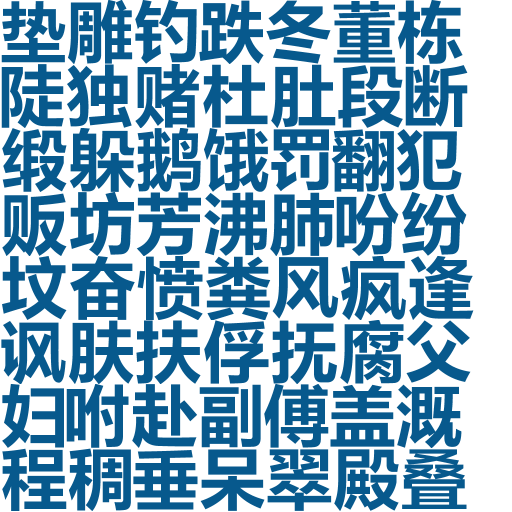 垫雕钓跌冬董栋
陡独赌杜肚段断
缎躲鹅饿罚翻犯
贩坊芳沸肺吩纷
坟奋愤粪风疯逢
讽肤扶俘抚腐父
妇咐赴副傅盖溉
程稠垂呆翠殿叠